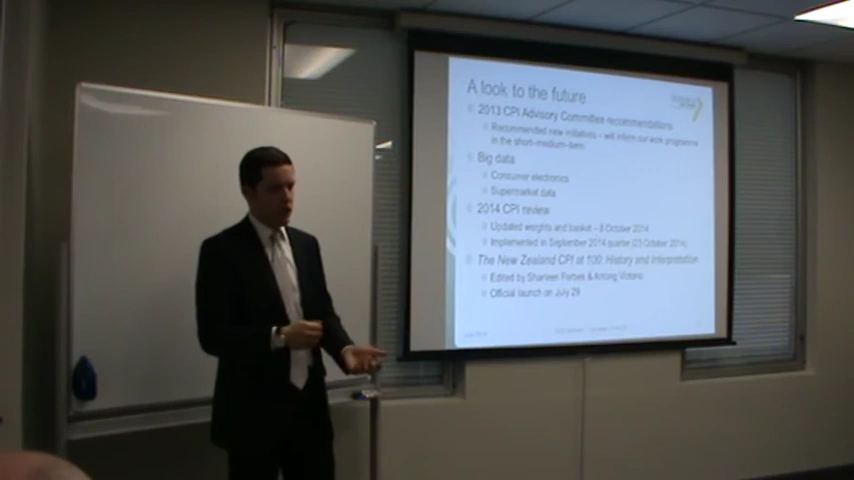 A look to the future
2013 CPI Advisory Committee recommendations
Recommended new initiatives – will inform our work programme
in the short-medium-term
Big data
Consumer electronics
Supermarket data
2014 CPI review
Updated weights and basket – 8 October 2014
Implemented in September 2014 quarter (23 October 2014)
The New Zealand CPI at 100: History and Interpretation
Edited by Sharleen Forbes & Antong Victorio
Official launch on July 29